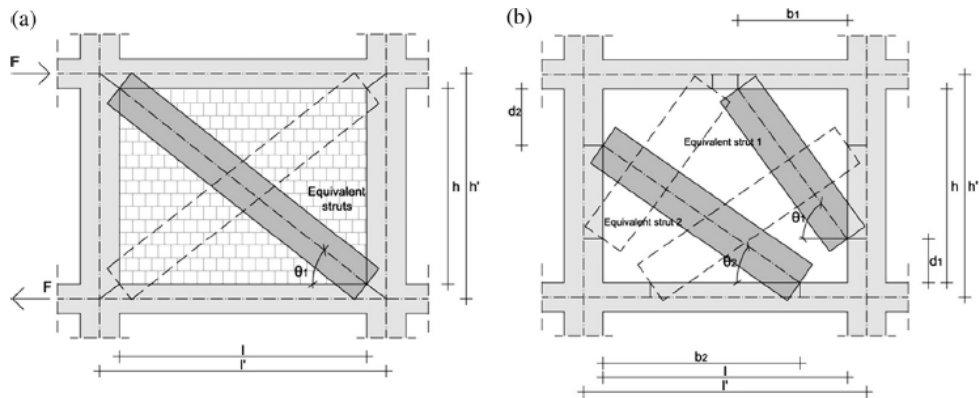 (a)
F
Equivalent
struts
θ1
h
h'
F
l
l'
(b)
b1
d2
Equivalent strut 1
Equivalent strut 2
θ1
θ2
h
h'
d1
b2
l
l'